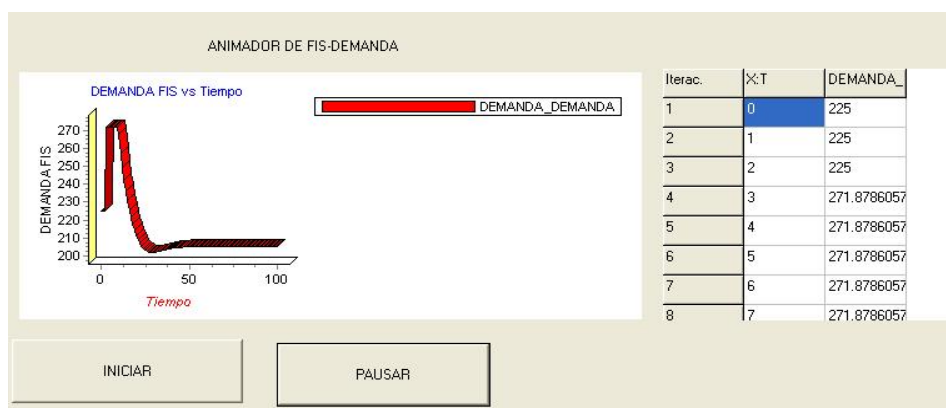 ANIMADOR DE FIS-DEMANDA
DEMANDA FIS vs Tiempo
DEMANDA_DEMANDA
DEMANDA FIS
270
260
250
240
230
220
210
200
0 50 100
Tiempo
Iterac. X:T DEMANDA_
1 0 225
2 1 225
3 2 225
4 3 271.8786057
5 4 271.8786057
6 5 271.8786057
7 6 271.8786057
8 7 271.8786057
INICIAR
PAUSAR